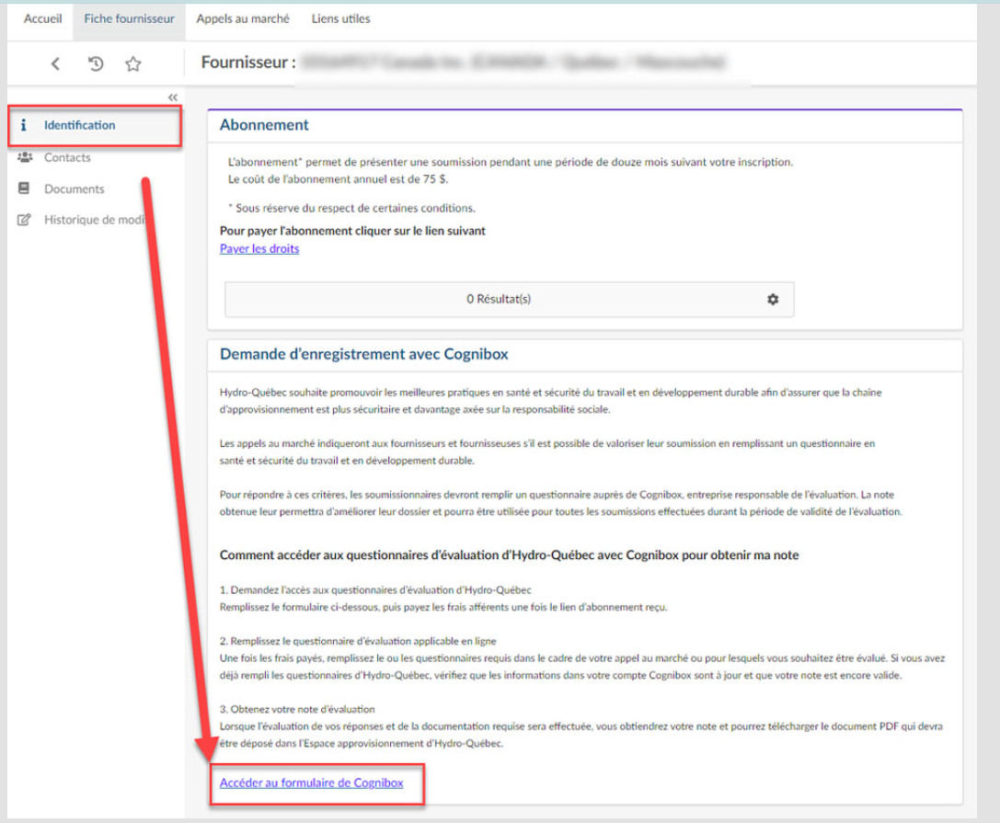 Accueil
Fiche fournisseur
Appels au marché
Liens utiles
Fournisseur :
Identification
Contacts
Documents
Historique de modi
Abonnement
L'abonnement* permet de présenter une soumission pendant une période de douze mois suivant votre inscription.
Le coût de l'abonnement annuel est de 75 $.
* Sous réserve du respect de certaines conditions.
Pour payer l'abonnement cliquer sur le lien suivant
Payer les droits
0 Résultat(s)
Demande d'enregistrement avec Cognibox
Hydro-Québec souhaite promouvoir les meilleures pratiques en santé et sécurité du travail et en développement durable afin d'assurer que la chaîne
d'approvisionnement est plus sécuritaire et davantage axée sur la responsabilité sociale.
Les appels au marché indiqueront aux fournisseurs et fournisseuses s'il est possible de valoriser leur soumission en remplissant un questionnaire en
santé et sécurité du travail et en développement durable.
Pour répondre à ces critères, les soumissionnaires devront remplir un questionnaire auprès de Cognibox, entreprise responsable de l'évaluation. La note
obtenue leur permettra d'améliorer leur dossier et pourra être utilisée pour toutes les soumissions effectuées durant la période de validité de l'évaluation.
Comment accéder aux questionnaires d'évaluation d'Hydro-Québec avec Cognibox pour obtenir ma note
1. Demandez l'accès aux questionnaires d'évaluation d'Hydro-Québec
Remplissez le formulaire ci-dessous, puis payez les frais afférents une fois le lien d'abonnement reçu.
2. Remplissez le questionnaire d'évaluation applicable en ligne
Une fois les frais payés, remplissez le ou les questionnaires requis dans le cadre de votre appel au marché ou pour lesquels vous souhaitez être évalué. Si vous avez
déjà rempli les questionnaires d'Hydro-Québec, vérifiez que les informations dans votre compte Cognibox sont à jour et que votre note est encore valide.
3. Obtenez votre note d'évaluation
Lorsque l'évaluation de vos réponses et de la documentation requise sera effectuée, vous obtiendrez votre note et pourrez télécharger le document PDF qui devra
être déposé dans l'Espace approvisionnement d'Hydro-Québec.
Accéder au formulaire de Cognibox